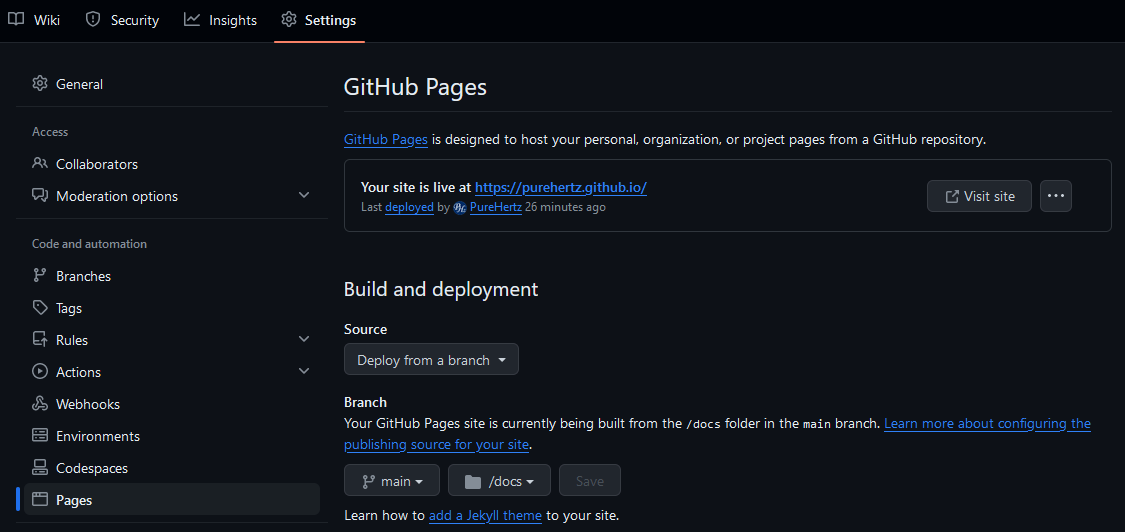 Wiki Security Insights Settings
General
Access
Collaborators
Moderation options
Code and automation
Branches
Tags
Rules
Actions
Webhooks
Environments
Codespaces
Pages
GitHub Pages
GitHub Pages is designed to host your personal, organization, or project pages from a GitHub repository.
Your site is live at https://purehertz.github.io/
Last deployed by PureHertz 26 minutes ago
Visit site
Build and deployment
Source
Deploy from a branch
Branch
Your GitHub Pages site is currently being built from the /docs folder in the main branch. Learn more about configuring the
publishing source for your site.
main /docs Save
Learn how to add a Jekyll theme to your site.